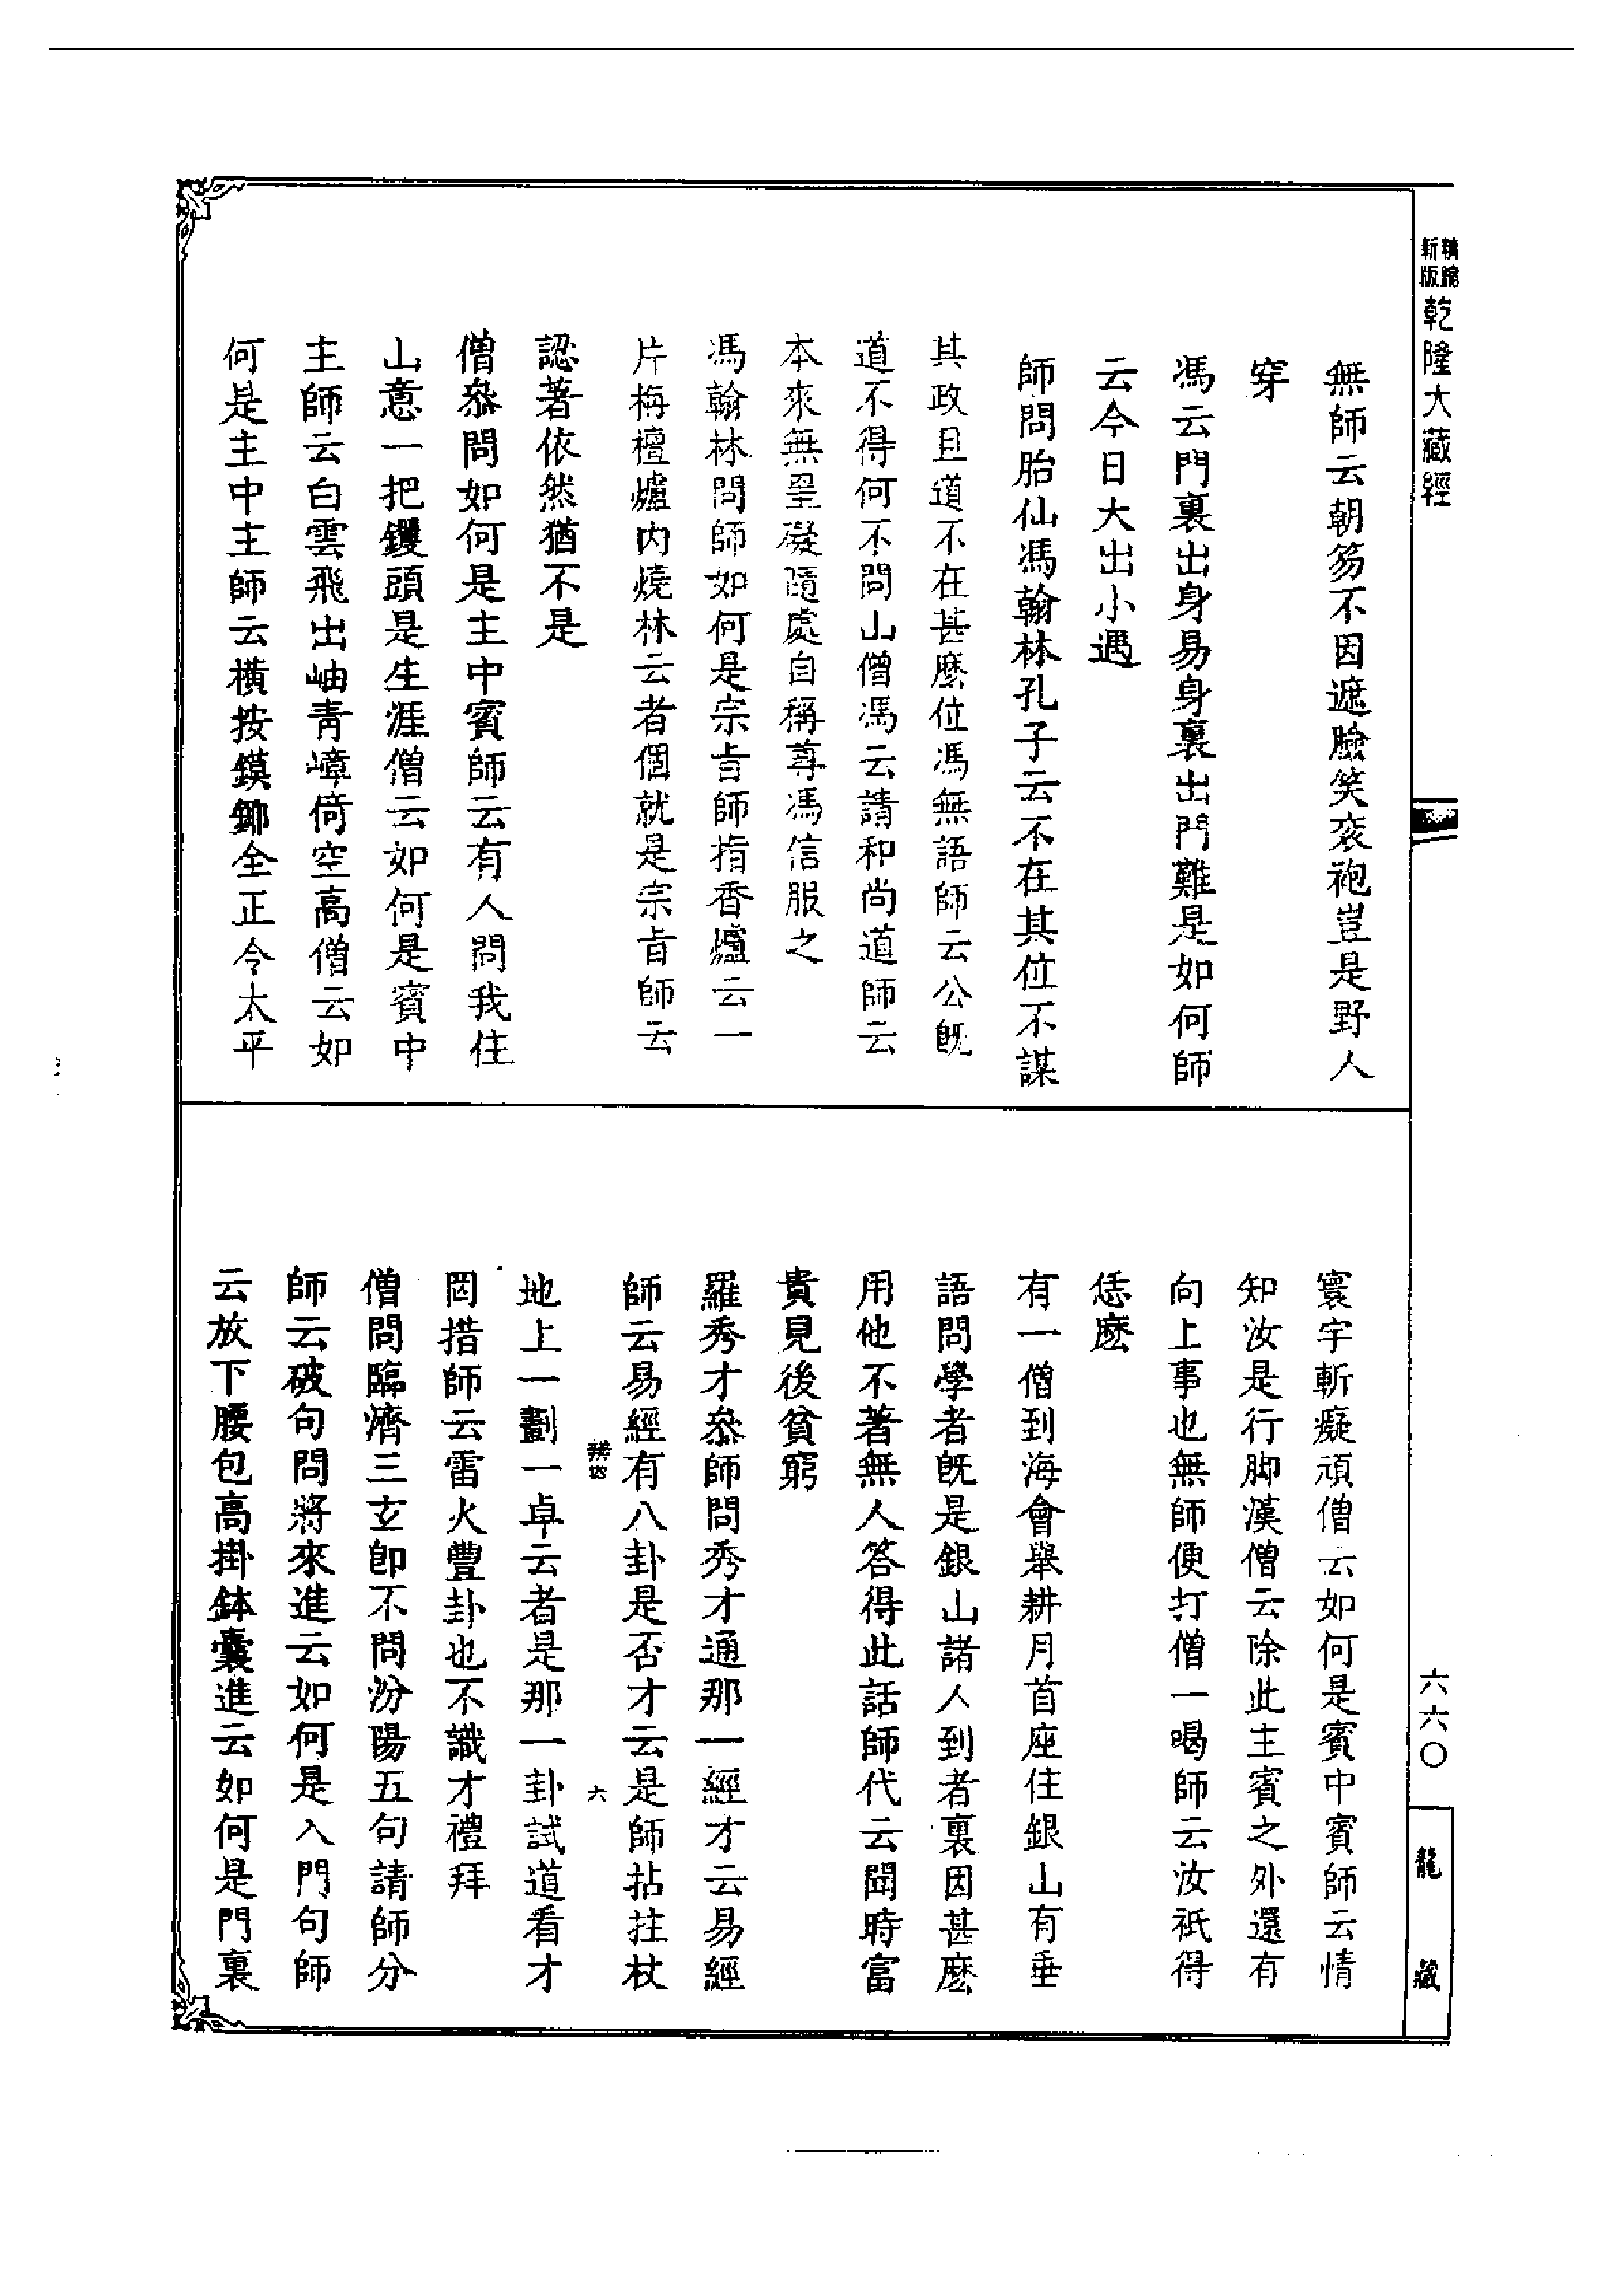 新版精縮
乾隆大藏經
無師云朝笏不因遮臉笑衮袍豈是野人
穿
馮云門裏出身易身裏出門難是如何師
云今日大出小遇
師問胎仙馮翰林孔子云不在其位不謀
其政且道不在甚麼位馮無語師云公旣
道不得何不問山僧馮云請和尚道師云
本來無罣礙隨處自稱尊馮信服之
馮翰林問師如何是宗旨師指香爐云一
片栴檀爐內燒林云者個就是宗旨師云
認著依然猶不是
僧叅問如何是主中賓師云有人問我住
山意一把钁頭是生涯僧云如何是賓中
主師云白雲飛出岫靑嶂倚空高僧云如
何是主中主師云橫按鏌鋣全正令太平
寰宇斬癡頑僧云如何是賓中賓師云情
知汝是行脚漢僧云除此主賓之外還有
向上事也無師便打僧一喝師云汝祇得
恁麽
有一僧到海會舉耕月首座住銀山有垂
語問學者旣是銀山諸人到者裏因甚麽
用他不著無人答得此話師代云聞時富
貴見後貧窮
羅秀才叅師問秀才通那一經才云易經
師云易經有八卦是否才云是師拈拄杖
六
地上一劃一卓云者是那一卦試道看才
罔措師云雷火豐卦也不識才禮拜
僧問臨濟三玄卽不問汾陽五句請師分
師云破句問將來進云如何是入門句師
云放下腰包高掛鉢囊進云如何是門裏
六六〇
龍藏